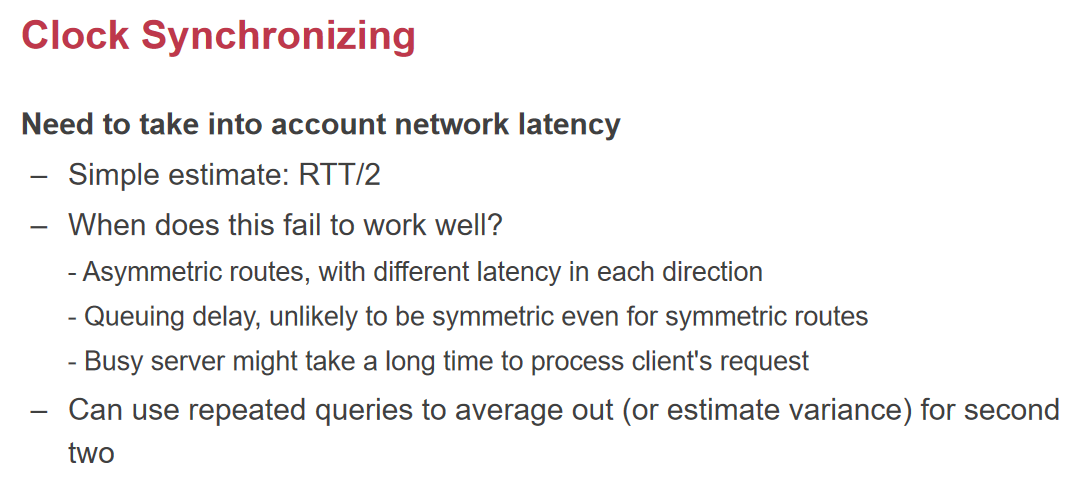 Clock Synchronizing
Need to take into account network latency
– Simple estimate: RTT/2
– When does this fail to work well?
- Asymmetric routes, with different latency in each direction
- Queuing delay, unlikely to be symmetric even for symmetric routes
- Busy server might take a long time to process client's request
– Can use repeated queries to average out (or estimate variance) for second
two